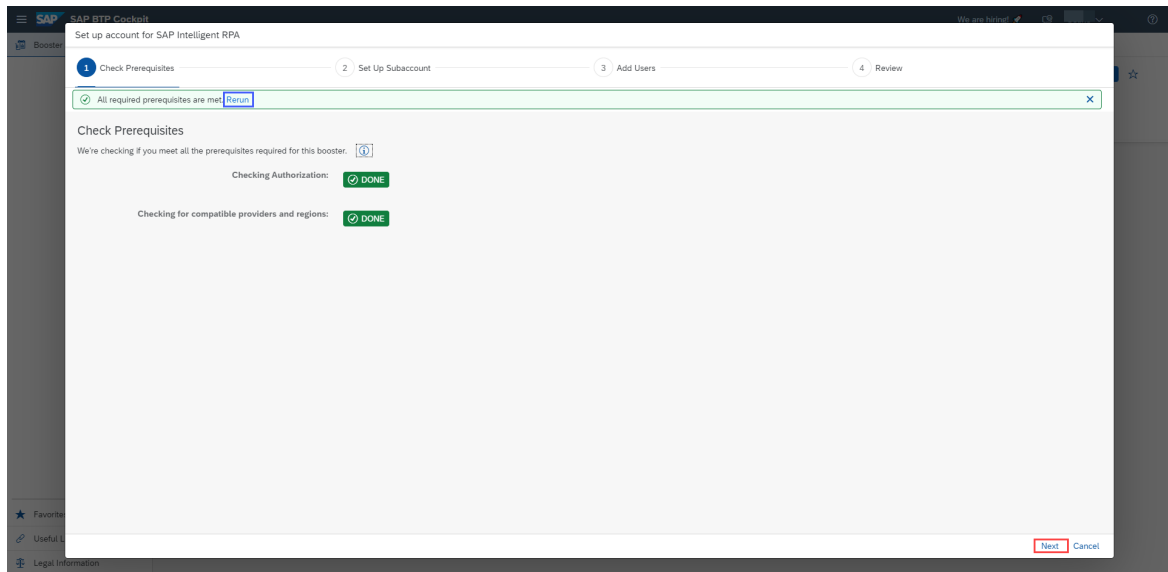 SAP SAP BTP Cockpit We are hiring!
Booster
Set up account for SAP Intelligent RPA
1 Check Prerequisites 2 Set Up Subaccount 3 Add Users 4 Review
All required prerequisites are met. Rerun
Check Prerequisites
We're checking if you meet all the prerequisites required for this booster.
Checking Authorization: DONE
Checking for compatible providers and regions: DONE
Favorite
Useful L
Next Cancel
Legal Information